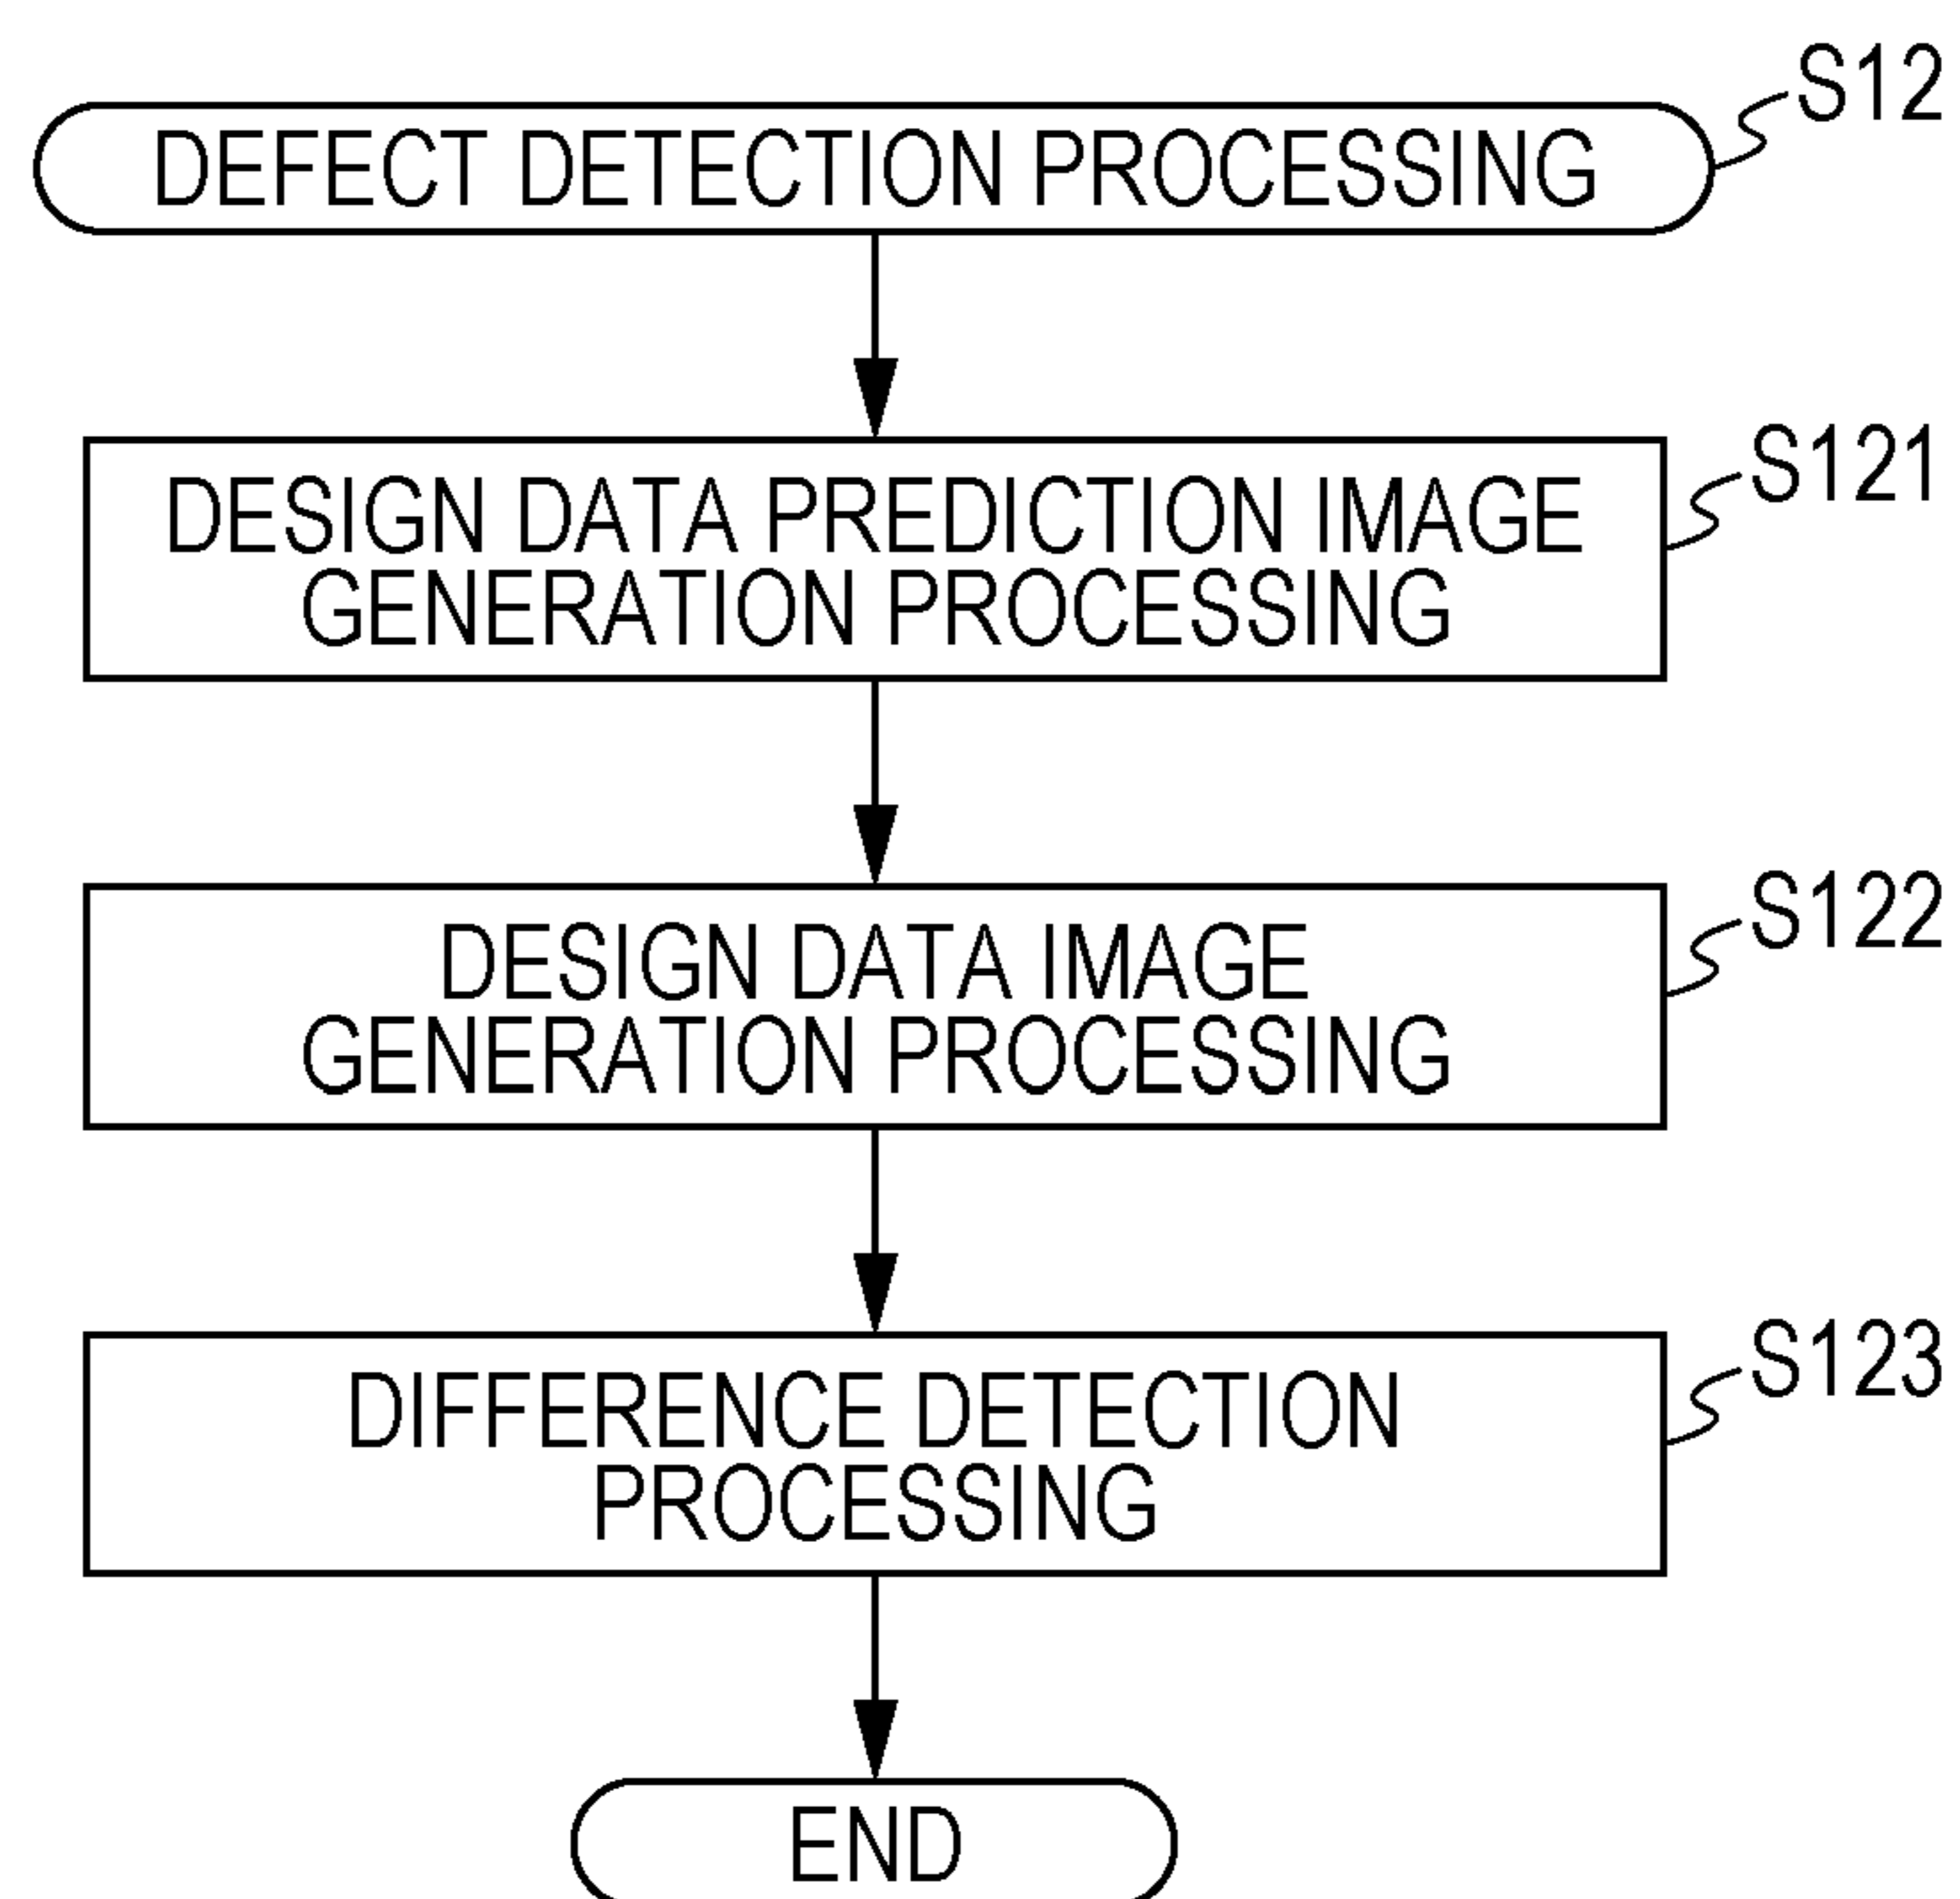 S12
DEFECT DETECTION PROCESSING
S121
DESIGN DATA PREDICTION IMAGE
GENERATION PROCESSING
S122
DESIGN DATA IMAGE
GENERATION PROCESSING
S123
DIFFERENCE DETECTION
PROCESSING
END